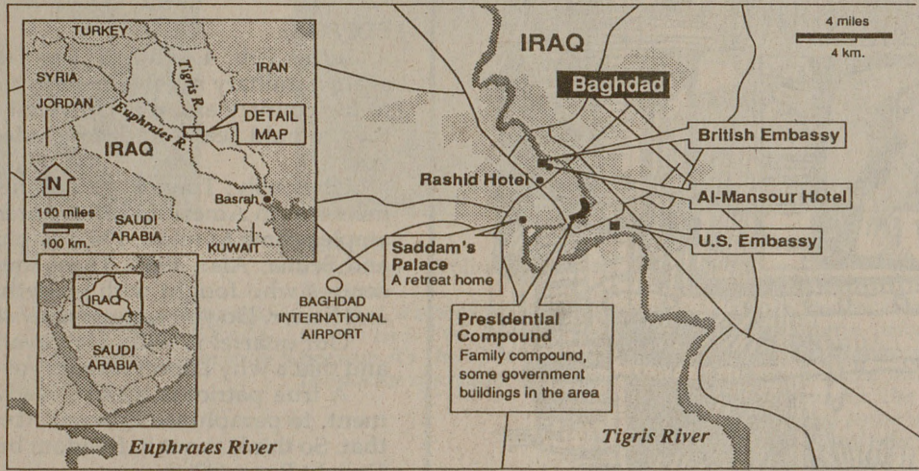 TURKEY
SYRIA
Tigris R.
IRAN
JORDAN
Euphrates R.
DETAIL
MAP
IRAQ
N
Basrah
100 miles
100 km.
SAUDI
ARABIA
KUWAIT
IRAQ
SAUDI
ARABIA
IRAQ
4 miles
4 km.
Baghdad
British Embassy
Rashid Hotel
Al-Mansour Hotel
U.S. Embassy
Saddam's
Palace
A retreat home
BAGHDAD
INTERNATIONAL
AIRPORT
Presidential
Compound
Family compound,
some government
buildings in the area
Euphrates River
Tigris River